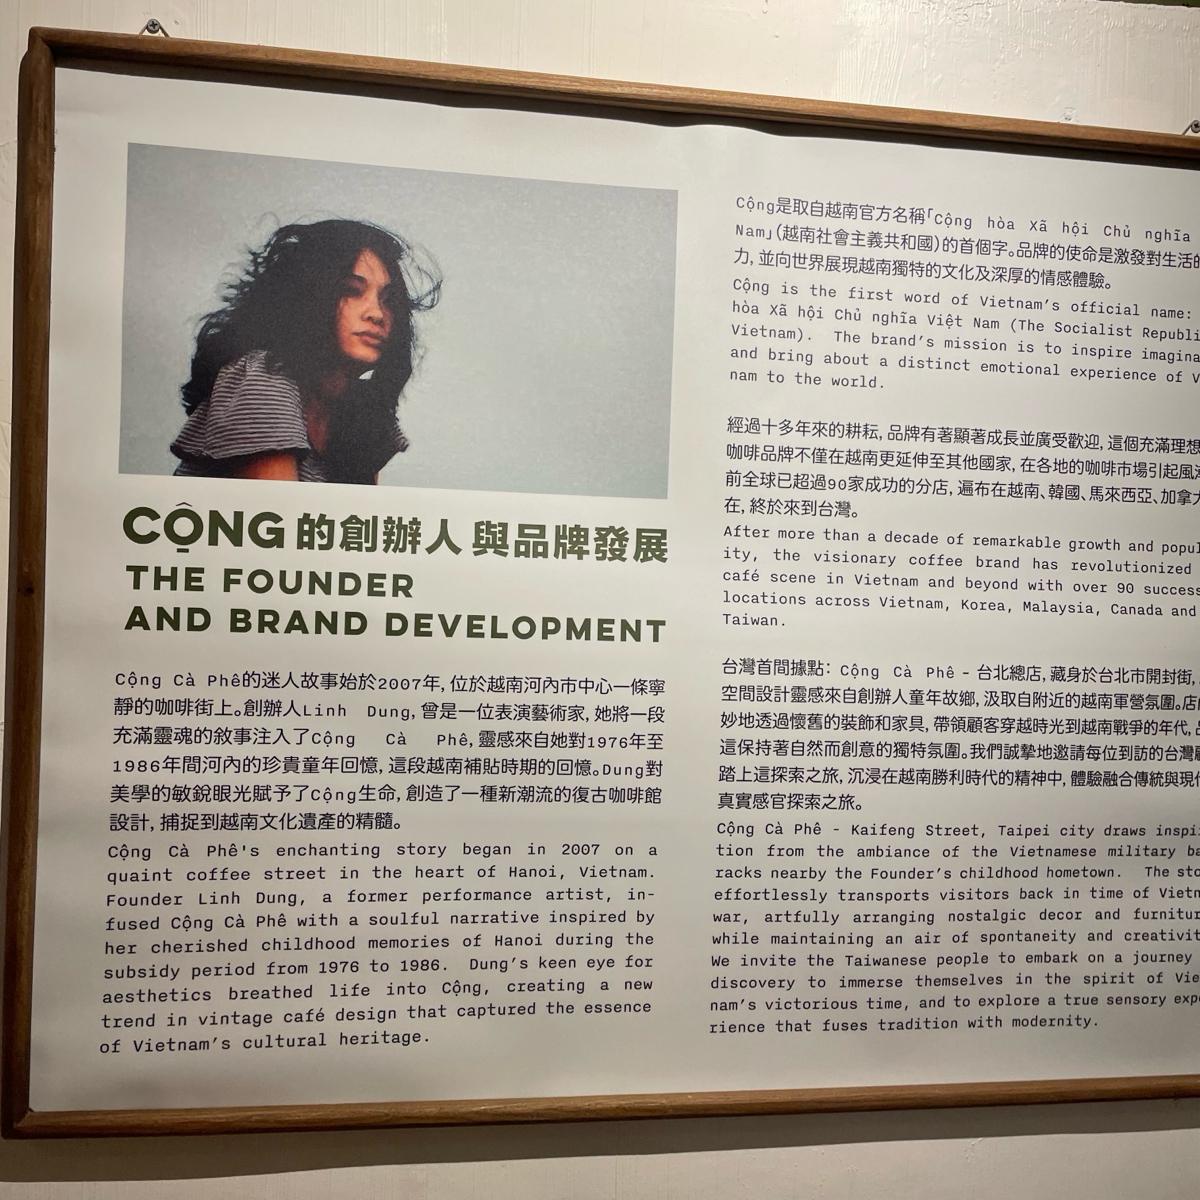 CỘNG 的創辦人 與品牌發展
THE FOUNDER
AND BRAND DEVELOPMENT
Cộng Cà Phê的迷人故事始於2007年, 位於越南河內市中心一條寧
靜的咖啡街上。創辦人Linh Dung, 曾是一位表演藝術家, 她將一段
充滿靈魂的敘事注入了Cộng Cà Phê, 靈感來自她對1976年至
1986年間河內的珍貴童年回憶, 這段越南補貼時期的回憶。Dung對
美學的敏銳眼光賦予了Cộng生命, 創造了一種新潮流的復古咖啡館
設計, 捕捉到越南文化遺產的精髓。
Cộng Cà Phê's enchanting story began in 2007 on a
quaint coffee street in the heart of Hanoi, Vietnam.
Founder Linh Dung, a former performance artist, in-
fused Cộng Cà Phê with a soulful narrative inspired by
her cherished childhood memories of Hanoi during the
subsidy period from 1976 to 1986. Dung’s keen eye for
aesthetics breathed life into Cộng, creating a new
trend in vintage café design that captured the essence
of Vietnam’s cultural heritage.
Cộng是取自越南官方名稱「Cộng hòa Xã hội Chủ nghĩa
Nam」(越南社會主義共和國)的首個字。品牌的使命是激發對生活的
力, 並向世界展現越南獨特的文化及深厚的情感體驗。
Cộng is the first word of Vietnam’s official name:
hòa Xã hội Chủ nghĩa Việt Nam (The Socialist Republi
Vietnam). The brand’s mission is to inspire imagina
and bring about a distinct emotional experience of V
nam to the world.
經過十多年來的耕耘, 品牌有著顯著成長並廣受歡迎, 這個充滿理想
咖啡品牌不僅在越南更延伸至其他國家, 在各地的咖啡市場引起風
前全球已超過90家成功的分店, 遍布在越南、韓國、馬來西亞、加拿大
在, 終於來到台灣。
After more than a decade of remarkable growth and popul
ity, the visionary coffee brand has revolutionized
café scene in Vietnam and beyond with over 90 success
locations across Vietnam, Korea, Malaysia, Canada and
Taiwan.
台灣首間據點: Cộng Cà Phê - 台北總店, 藏身於台北市開封街,
空間設計靈感來自創辦人童年故鄉, 汲取自附近的越南軍營氛圍。店
妙地透過懷舊的裝飾和家具, 帶領顧客穿越時光到越南戰爭的年代,
這保持著自然而創意的獨特氛圍。我們誠摯地邀請每位到訪的台灣
踏上這探索之旅, 沉浸在越南勝利時代的精神中, 體驗融合傳統與現
真實感官探索之旅。
Cộng Cà Phê - Kaifeng Street, Taipei city draws inspi
tion from the ambiance of the Vietnamese military ba
racks nearby the Founder’s childhood hometown. The sto
effortlessly transports visitors back in time of Vietn
war, artfully arranging nostalgic decor and furnitur
while maintaining an air of spontaneity and creativit
We invite the Taiwanese people to embark on a journey
discovery to immerse themselves in the spirit of Vie
nam’s victorious time, and to explore a true sensory expe
rience that fuses tradition with modernity.